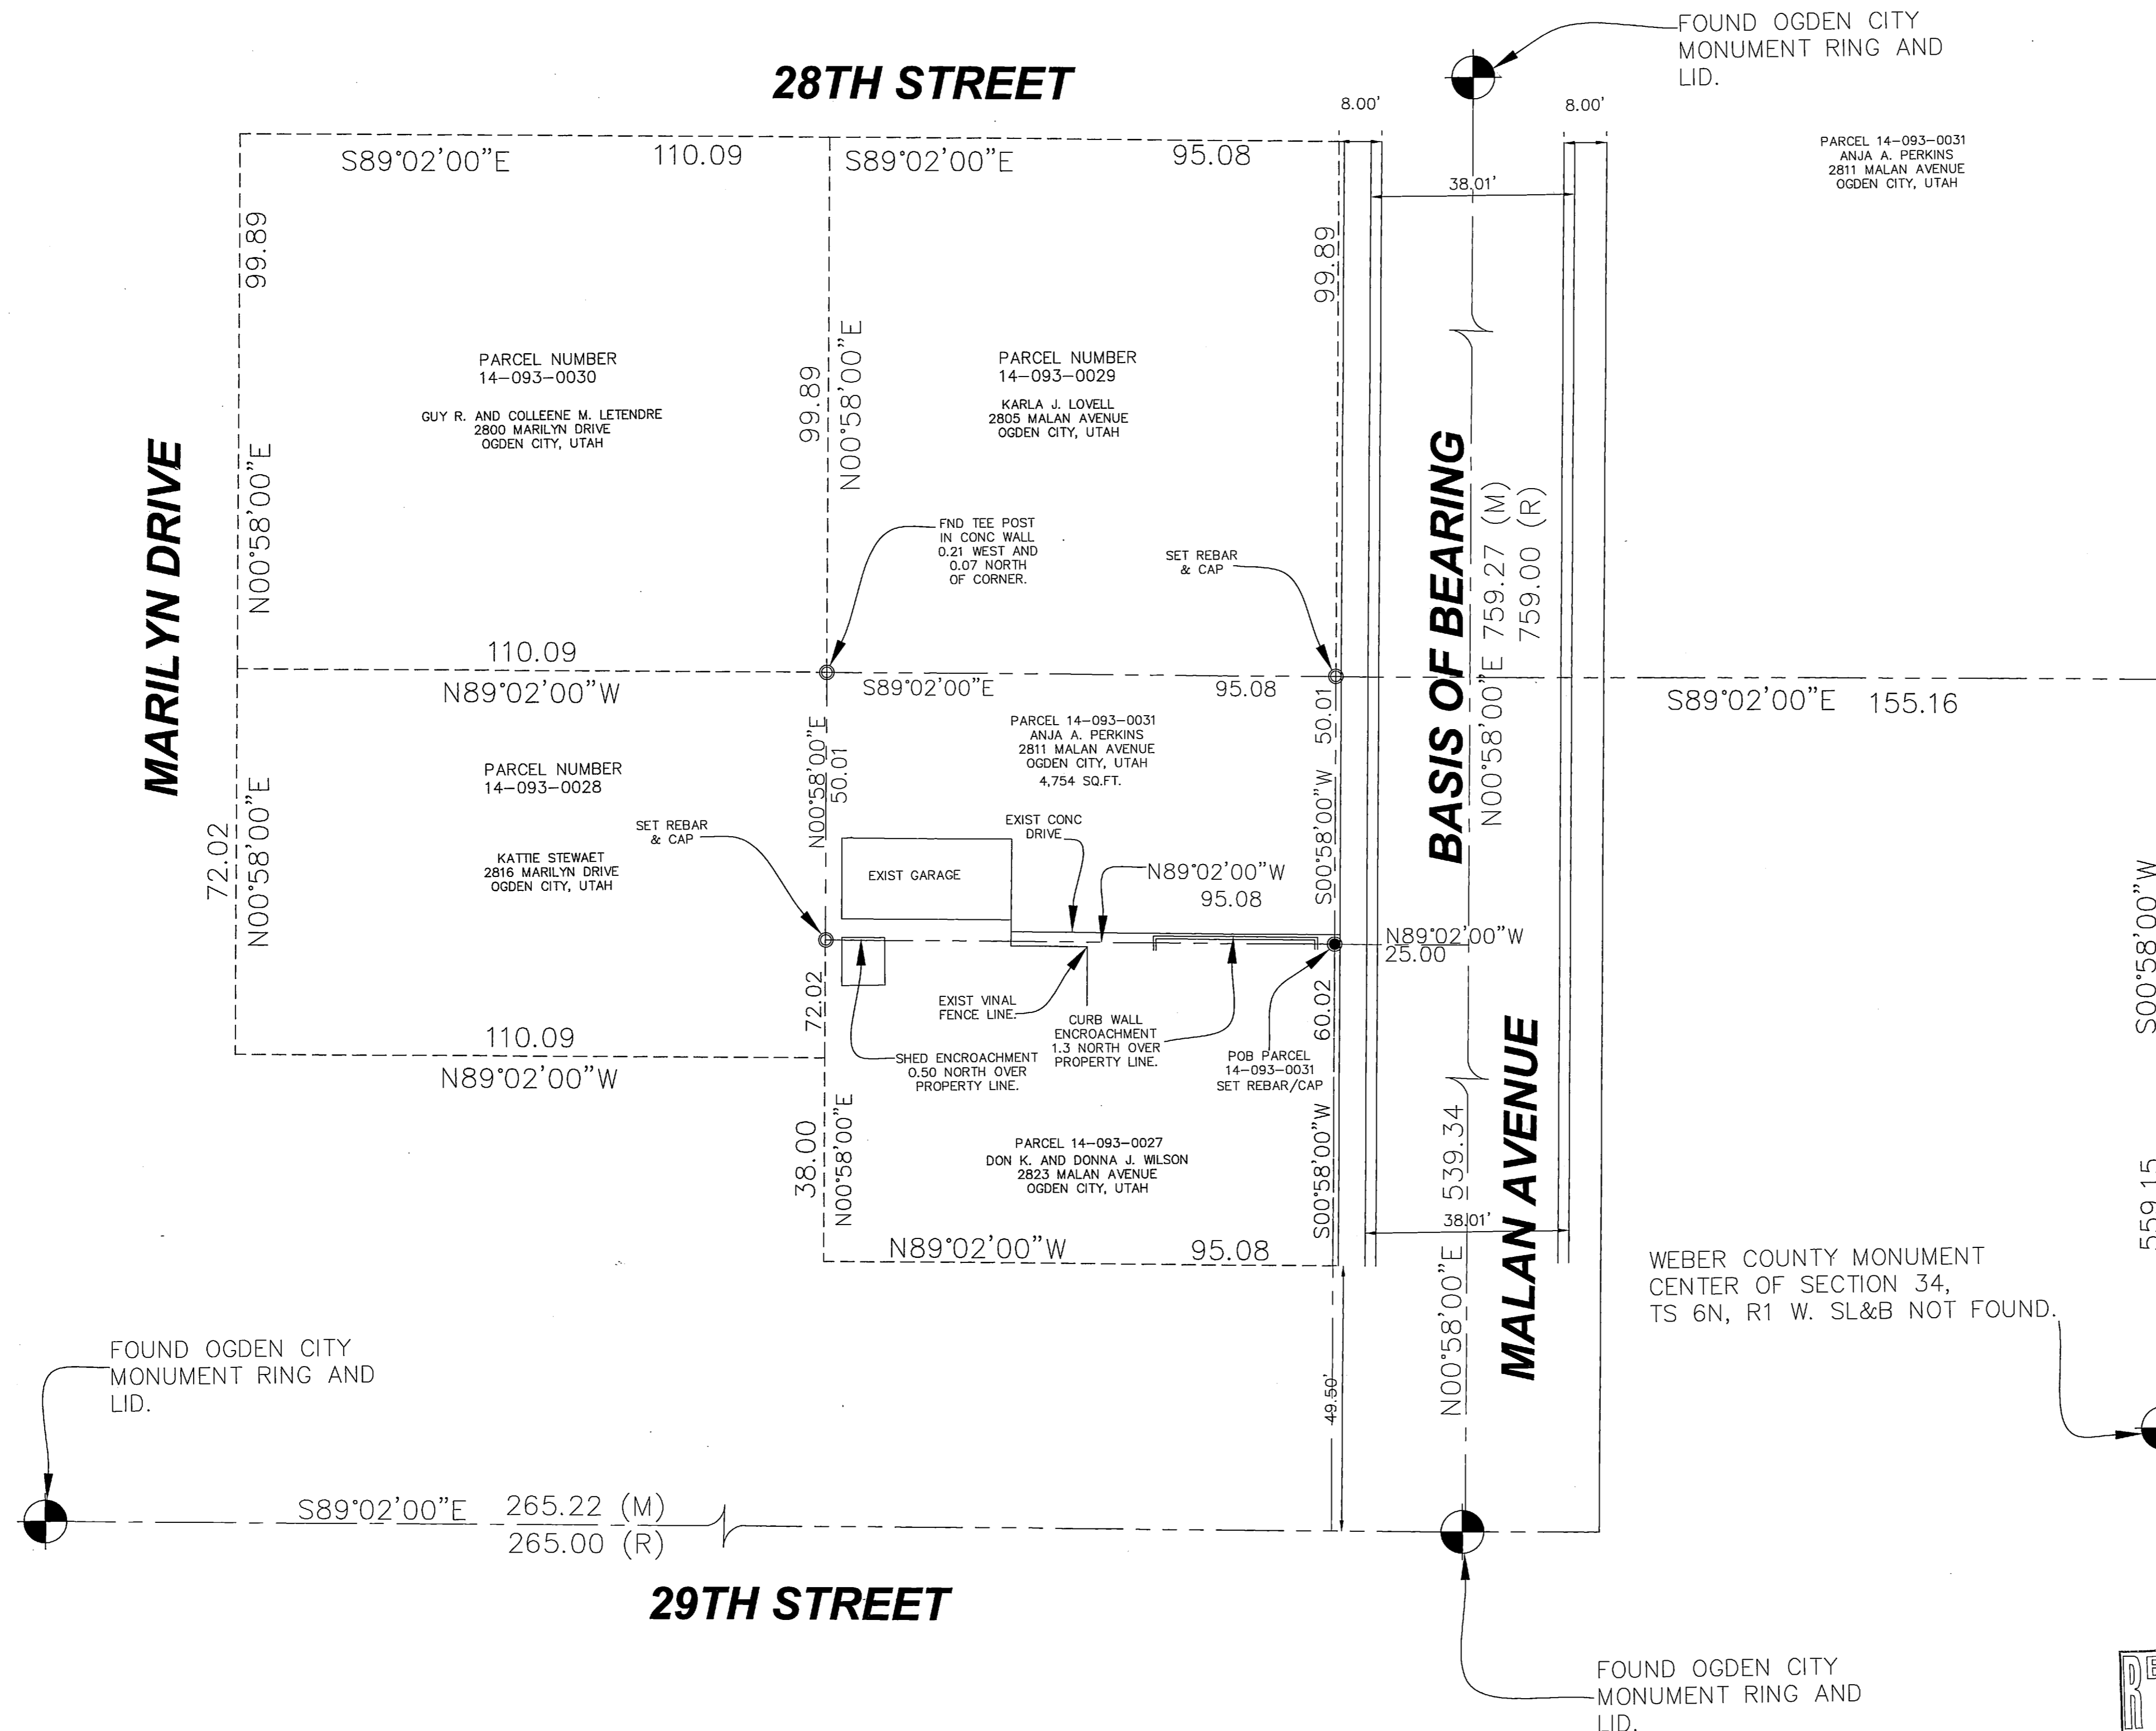 FOUND OGDEN CITY
MONUMENT RING AND
LID.
28TH STREET
8.00'
8.00'
PARCEL 14-093-0031
ANJA A. PERKINS
2811 MALAN AVENUE
OGDEN CITY, UTAH
S89°02'00"E 110.09
S89°02'00"E 95.08
38.01'
99.89
99.89
N00°58'00"E
99.89
N00°58'00"E
PARCEL NUMBER
14-093-0030
GUY R. AND COLLEENE M. LETENDRE
2800 MARILYN DRIVE
OGDEN CITY, UTAH
PARCEL NUMBER
14-093-0029
KARLA J. LOVELL
2805 MALAN AVENUE
OGDEN CITY, UTAH
MARILYN DRIVE
BASIS OF BEARING
N00°58'00"E 759.27 (M)
759.00 (R)
FND TEE POST
IN CONC WALL
0.21 WEST AND
0.07 NORTH
OF CORNER.
SET REBAR
& CAP
110.09
N89°02'00"W
S89°02'00"E 95.08
S89°02'00"E 155.16
N00°58'00"E
50.01
S00°58'00"W 50.01
PARCEL 14-093-0031
ANJA A. PERKINS
2811 MALAN AVENUE
OGDEN CITY, UTAH
4,754 SQ.FT.
PARCEL NUMBER
14-093-0028
KATTIE STEWAET
2816 MARILYN DRIVE
OGDEN CITY, UTAH
72.02
N00°58'00"E
SET REBAR
& CAP
EXIST CONC
DRIVE
EXIST GARAGE
N89°02'00"W
95.08
N89°02'00"W
25.00
S00°58'00"W
559.15
72.02
60.02
EXIST VINAL
FENCE LINE.
CURB WALL
ENCROACHMENT
1.3 NORTH OVER
PROPERTY LINE.
SHED ENCROACHMENT
0.50 NORTH OVER
PROPERTY LINE.
POB PARCEL
14-093-0031
SET REBAR/CAP
110.09
N89°02'00"W
38.00
N00°58'00"E
S00°58'00"W
PARCEL 14-093-0027
DON K. AND DONNA J. WILSON
2823 MALAN AVENUE
OGDEN CITY, UTAH
N89°02'00"W 95.08
38.01'
N00°58'00"E 539.34
MALAN AVENUE
WEBER COUNTY MONUMENT
CENTER OF SECTION 34,
TS 6N, R1 W. SL&B NOT FOUND.
49.50'
FOUND OGDEN CITY
MONUMENT RING AND
LID.
S89°02'00"E 265.22 (M)
265.00 (R)
29TH STREET
FOUND OGDEN CITY
MONUMENT RING AND
LID.